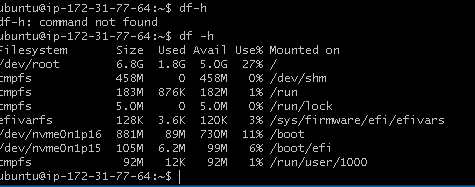 ubuntu@ip-172-31-77-64:~$ df-h
df-h: command not found
ubuntu@ip-172-31-77-64:~$ df -h
Filesystem Size Used Avail Use% Mounted on
/dev/root 6.8G 1.8G 5.0G 27% /
tmpfs 458M 0 458M 0% /dev/shm
tmpfs 183M 876K 182M 1% /run
tmpfs 5.0M 0 5.0M 0% /run/lock
efivarfs 128K 3.6K 120K 3% /sys/firmware/efi/efivars
/dev/nvme0n1p16 881M 89M 730M 11% /boot
/dev/nvme0n1p15 105M 6.2M 99M 6% /boot/efi
tmpfs 92M 12K 92M 1% /run/user/1000
ubuntu@ip-172-31-77-64:~$